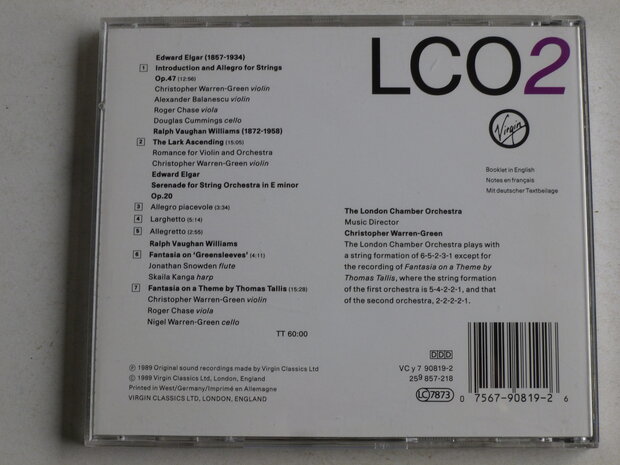 LCO2
Edward Elgar (1857-1934)
1 Introduction and Allegro for Strings
Op.47 (12:56)
Christopher Warren-Green violin
Alexander Balanescu violin
Roger Chase viola
Douglas Cummings cello
Ralph Vaughan Williams (1872-1958)
2 The Lark Ascending (15:05)
Romance for Violin and Orchestra
Christopher Warren-Green violin
Edward Elgar
Serenade for String Orchestra in E minor
Op.20
3 Allegro piacevole (3:34)
4 Larghetto (5:14)
5 Allegretto (2:55)
Ralph Vaughan Williams
6 Fantasia on 'Greensleeves' (4:11)
Jonathan Snowden flute
Skaila Kanga harp
7 Fantasia on a Theme by Thomas Tallis (15:28)
Christopher Warren-Green violin
Roger Chase viola
Nigel Warren-Green cello
TT 60:00
Virgin
Booklet in English
Notes en français
Mit deutscher Textbeilage
The London Chamber Orchestra
Music Director
Christopher Warren-Green
The London Chamber Orchestra plays with
a string formation of 6-5-2-3-1 except for
the recording of Fantasia on a Theme by
Thomas Tallis, where the string formation
of the first orchestra is 5-4-2-2-1, and that
of the second orchestra, 2-2-2-2-1.
℗ 1989 Original sound recordings made by Virgin Classics Ltd
© 1989 Virgin Classics Ltd, London, England
Printed in West/Germany/Imprimé en Allemagne
VIRGIN CLASSICS LTD, LONDON, ENGLAND
DDD
VC y 7 90819-2
259 857-218
LC 7873
0 7567-90819-2 6